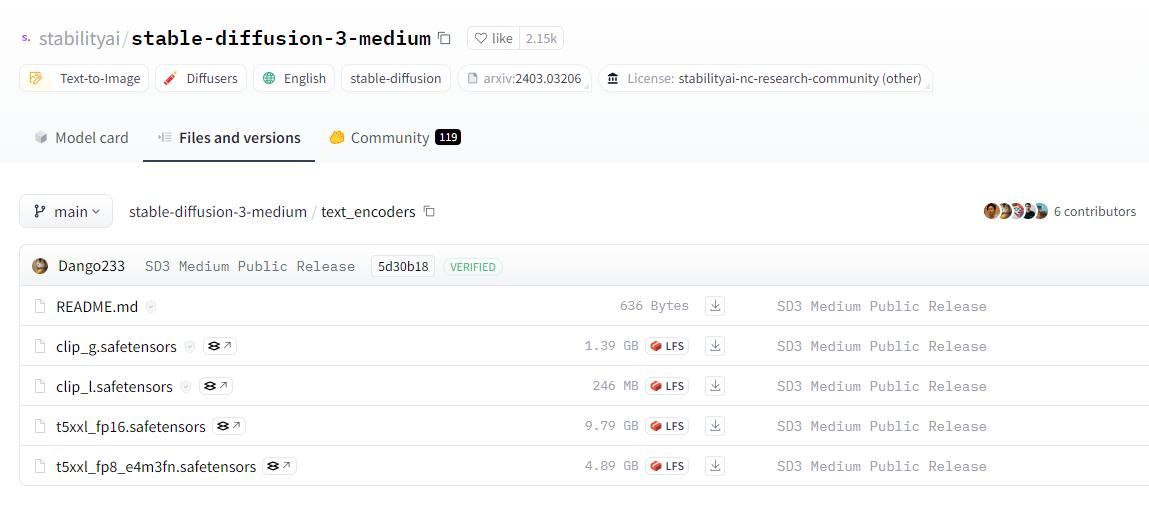 s. stabilityai/stable-diffusion-3-medium like 2.15k
Text-to-Image Diffusers English stable-diffusion arxiv:2403.03206 License: stabilityai-nc-research-community (other)
Model card Files and versions Community 119
main stable-diffusion-3-medium / text_encoders 6 contributors
Dango233 SD3 Medium Public Release 5d30b18 VERIFIED
README.md 636 Bytes SD3 Medium Public Release
clip_g.safetensors 1.39 GB LFS SD3 Medium Public Release
clip_l.safetensors 246 MB LFS SD3 Medium Public Release
t5xxl_fp16.safetensors 9.79 GB LFS SD3 Medium Public Release
t5xxl_fp8_e4m3fn.safetensors 4.89 GB LFS SD3 Medium Public Release